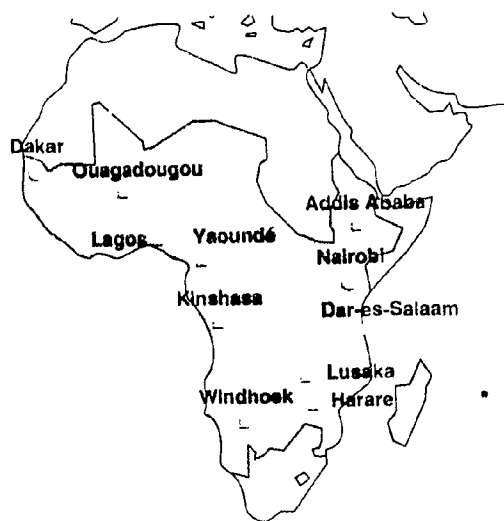 Dakar
Ouagadougou
Addis Ababa
Lagos
Yaoundé
Nairobi
Kinshasa
Dar-es-Salaam
Lusaka
Windhoek
Harare